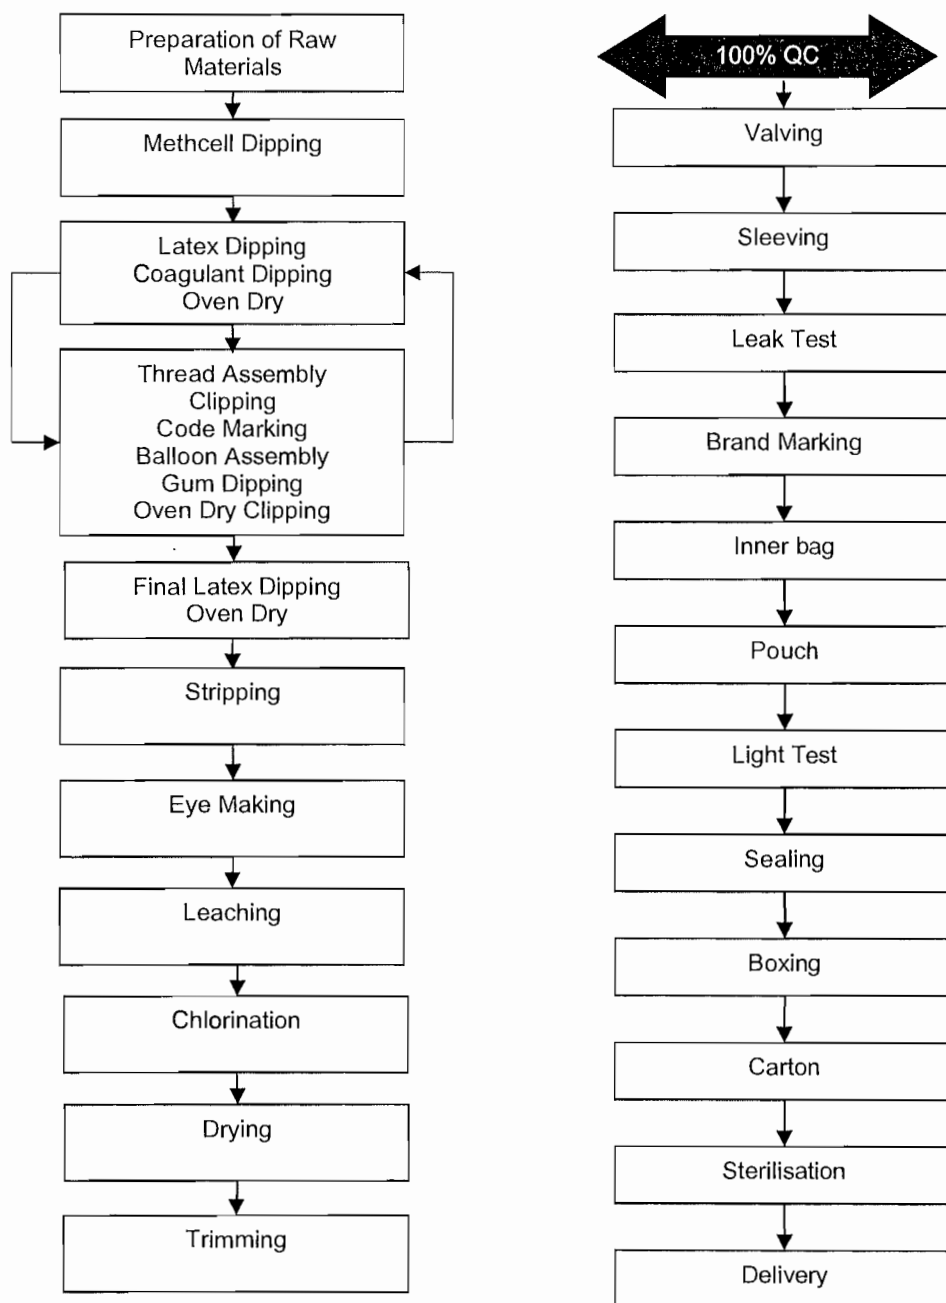 Preparation of Raw
Materials
Methcell Dipping
Latex Dipping
Coagulant Dipping
Oven Dry
Thread Assembly
Clipping
Code Marking
Balloon Assembly
Gum Dipping
Oven Dry Clipping
Final Latex Dipping
Oven Dry
Stripping
Eye Making
Leaching
Chlorination
Drying
Trimming
100% QC
Valving
Sleeving
Leak Test
Brand Marking
Inner bag
Pouch
Light Test
Sealing
Boxing
Carton
Sterilisation
Delivery